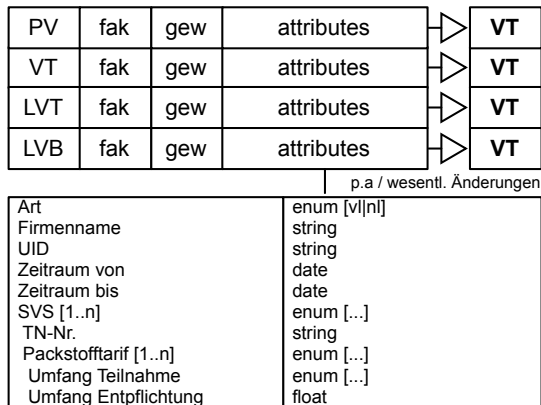 PV fak gew attributes VT
VT fak gew attributes VT
LVT fak gew attributes VT
LVB fak gew attributes VT
p.a / wesentl. Änderungen
Art enum [vl|nl]
Firmenname string
UID string
Zeitraum von date
Zeitraum bis date
SVS [1..n] enum [...]
TN-Nr. string
Packstofftarif [1..n] enum [...]
Umfang Teilnahme enum [...]
Umfang Entpflichtung float